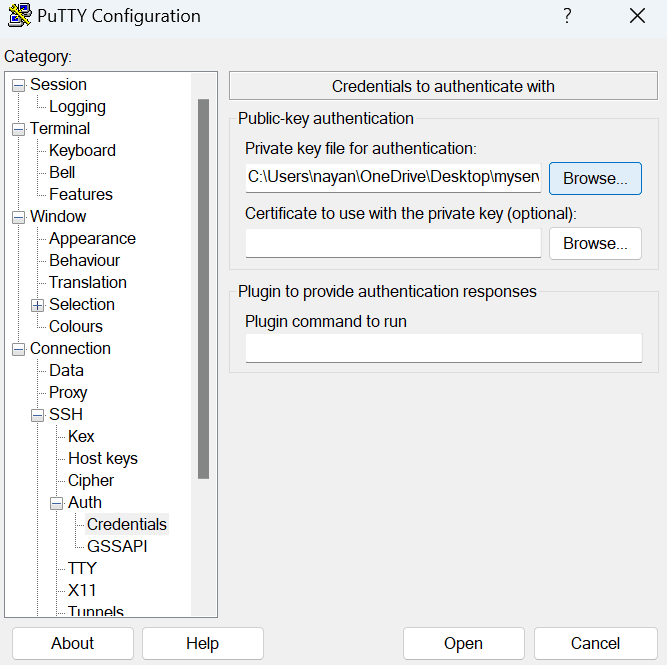 PuTTY Configuration
?
Category:
Session
Logging
Terminal
Keyboard
Bell
Features
Window
Appearance
Behaviour
Translation
Selection
Colours
Connection
Data
Proxy
SSH
Kex
Host keys
Cipher
Auth
Credentials
GSSAPI
TTY
X11
Tunnels
Credentials to authenticate with
Public-key authentication
Private key file for authentication:
C:\Users\nayan\OneDrive\Desktop\myserv
Browse...
Certificate to use with the private key (optional):
Browse...
Plugin to provide authentication responses
Plugin command to run
About
Help
Open
Cancel